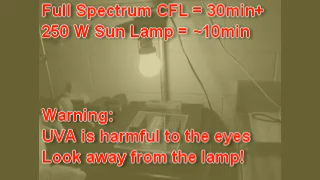 Full Spectrum CFL = 30min+
250 W Sun Lamp = ~10min
Warning:
UVA is harmful to the eyes
Look away from the lamp!